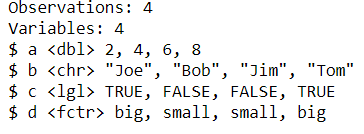 Observations: 4
Variables: 4
$ a <dbl> 2, 4, 6, 8
$ b <chr> "Joe", "Bob", "Jim", "Tom"
$ c <lgl> TRUE, FALSE, FALSE, TRUE
$ d <fctr> big, small, small, big